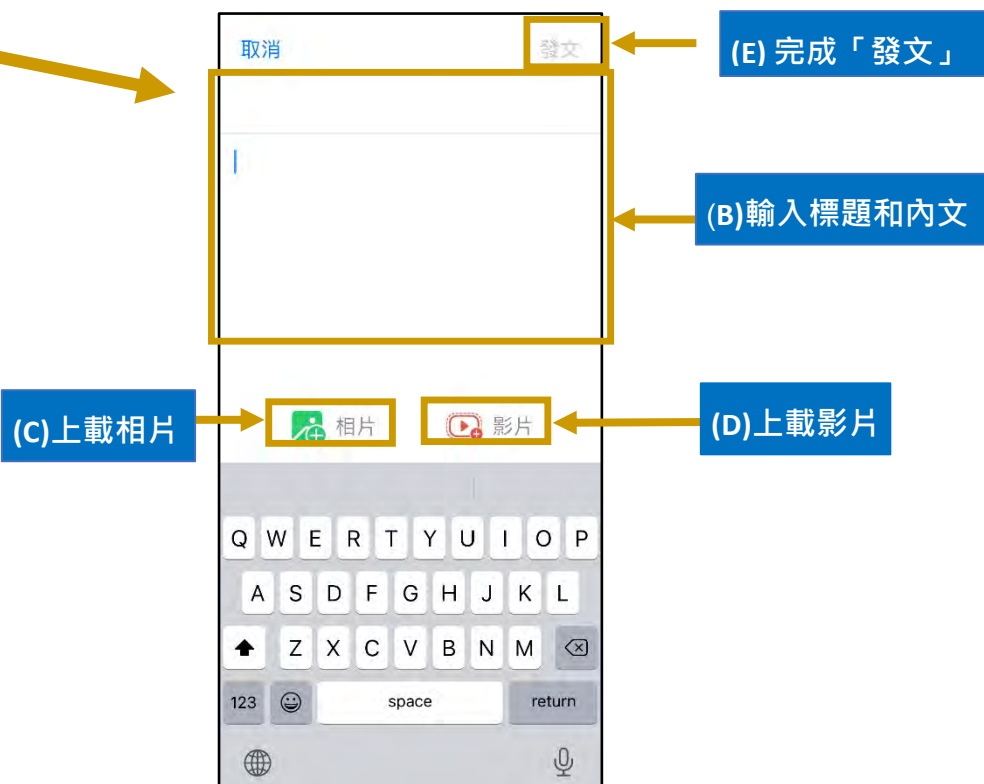 取消
發文
(E) 完成「發文」
(B)輸入標題和內文
(C)上載相片
相片
影片
(D)上載影片
Q W E R T Y U I O P
A S D F G H J K L
Z X C V B N M
123 space return